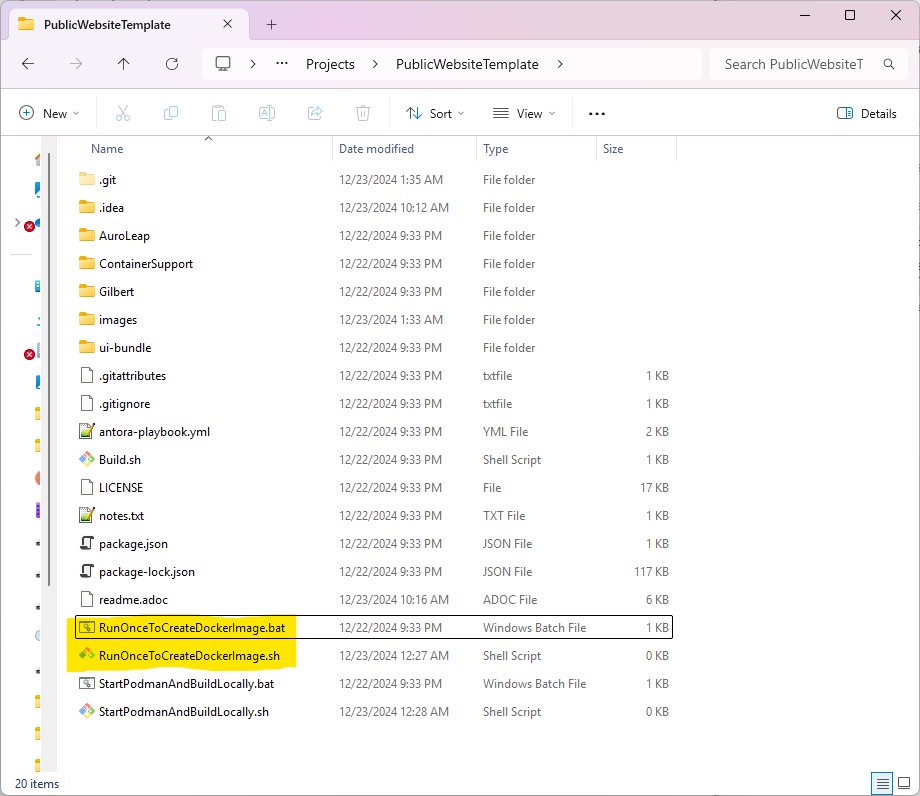 PublicWebsiteTemplate
Projects PublicWebsiteTemplate Search PublicWebsiteT
New Sort View Details
Name Date modified Type Size
.git 12/23/2024 1:35 AM File folder
.idea 12/23/2024 10:12 AM File folder
AuroLeap 12/22/2024 9:33 PM File folder
ContainerSupport 12/22/2024 9:33 PM File folder
Gilbert 12/22/2024 9:33 PM File folder
images 12/23/2024 1:33 AM File folder
ui-bundle 12/22/2024 9:33 PM File folder
.gitattributes 12/22/2024 9:33 PM txtfile 1 KB
.gitignore 12/22/2024 9:33 PM txtfile 1 KB
antora-playbook.yml 12/22/2024 9:33 PM YML File 2 KB
Build.sh 12/22/2024 9:33 PM Shell Script 1 KB
LICENSE 12/22/2024 9:33 PM File 17 KB
notes.txt 12/22/2024 9:33 PM TXT File 1 KB
package.json 12/22/2024 9:33 PM JSON File 1 KB
package-lock.json 12/22/2024 9:33 PM JSON File 117 KB
readme.adoc 12/23/2024 10:16 AM ADOC File 6 KB
RunOnceToCreateDockerImage.bat 12/22/2024 9:33 PM Windows Batch File 1 KB
RunOnceToCreateDockerImage.sh 12/23/2024 12:27 AM Shell Script 0 KB
StartPodmanAndBuildLocally.bat 12/22/2024 9:33 PM Windows Batch File 1 KB
StartPodmanAndBuildLocally.sh 12/23/2024 12:28 AM Shell Script 0 KB
20 items